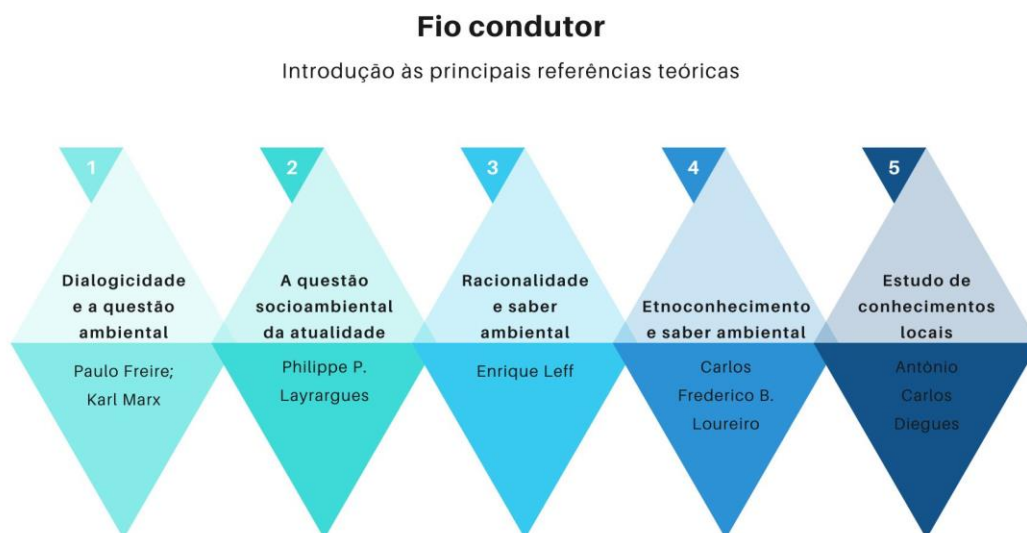 Fio condutor
Introdução às principais referências teóricas
1
Dialogicidade
e a questão
ambiental
Paulo Freire;
Karl Marx
2
A questão
socioambiental
da atualidade
Philippe P.
Layrargues
3
Racionalidade
e saber
ambiental
Enrique Leff
4
Etnoconhecimento
e saber ambiental
Carlos
Frederico B.
Loureiro
5
Estudo de
conhecimentos
locais
Antônio
Carlos
Diegues